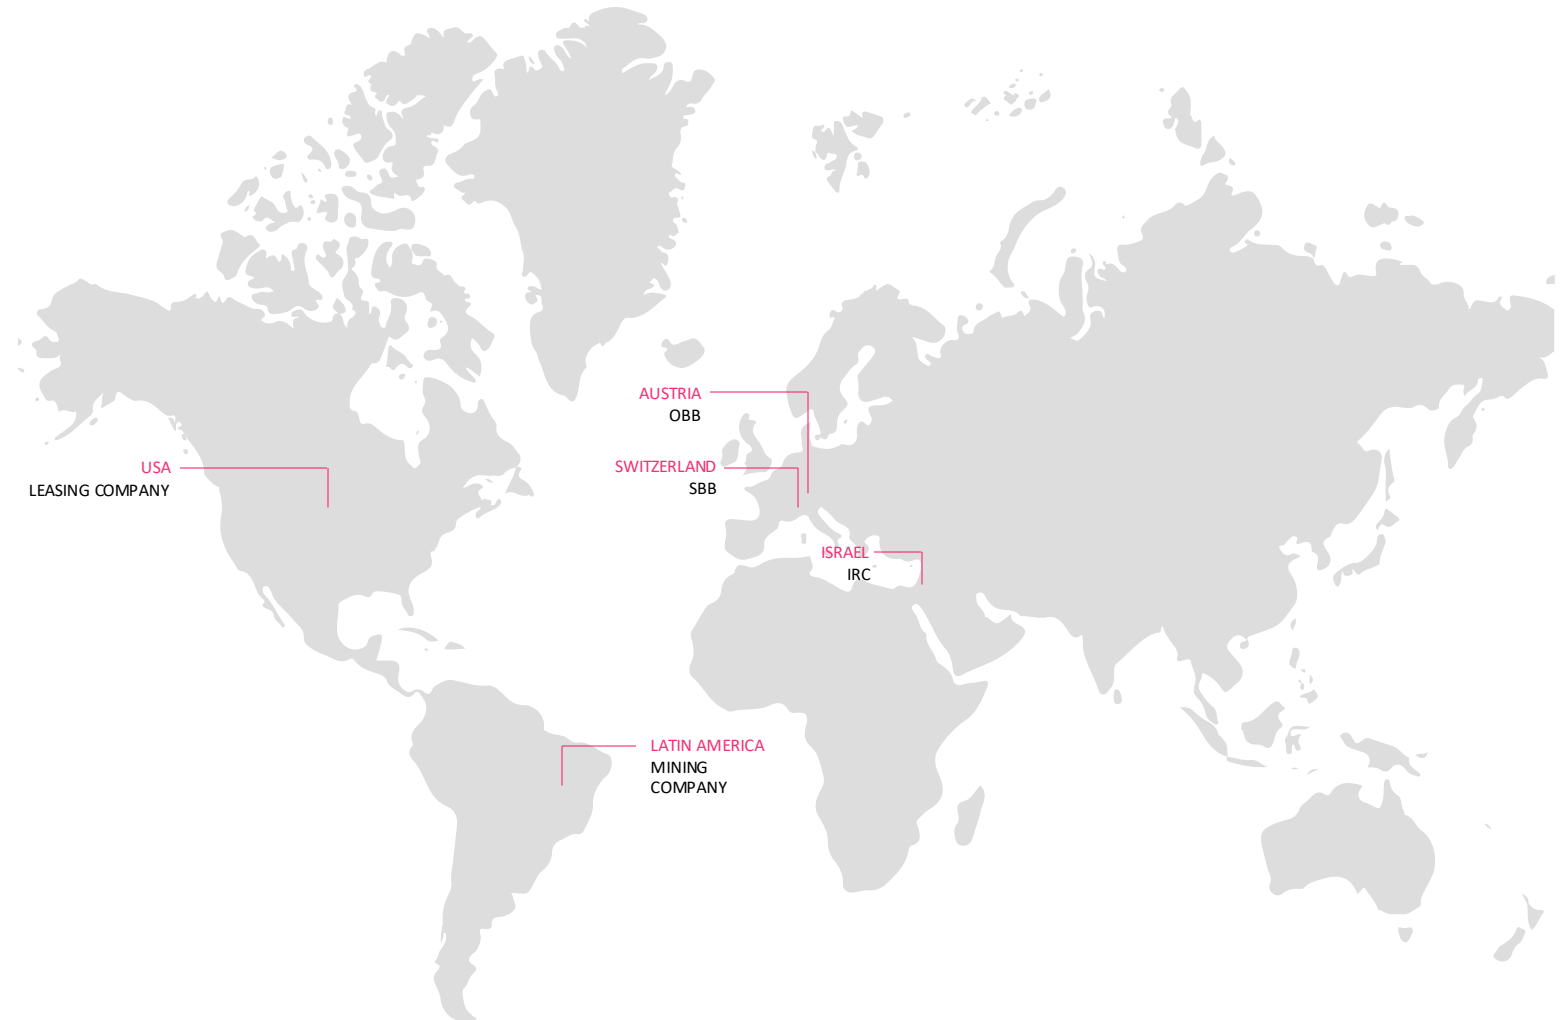 AUSTRIA
OBB
USA
LEASING COMPANY
SWITZERLAND
SBB
ISRAEL
IRC
LATIN AMERICA
MINING
COMPANY